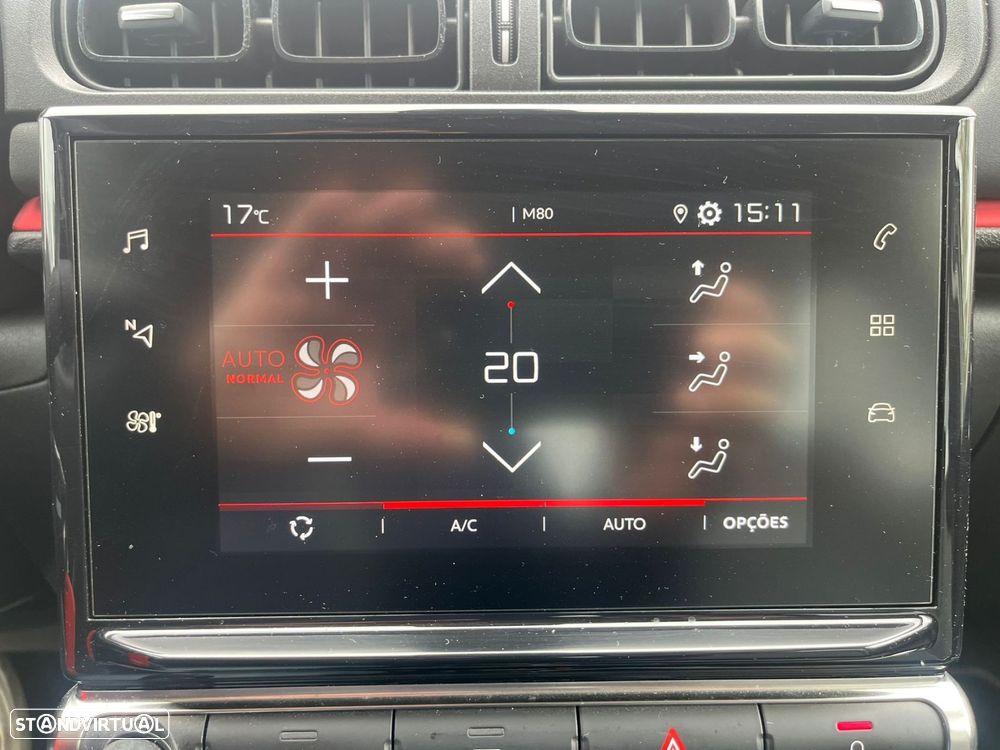 17°C | M80 15:11
N
AUTO
NORMAL
20
A/C AUTO OPÇÕES
STANDVIRTUAL